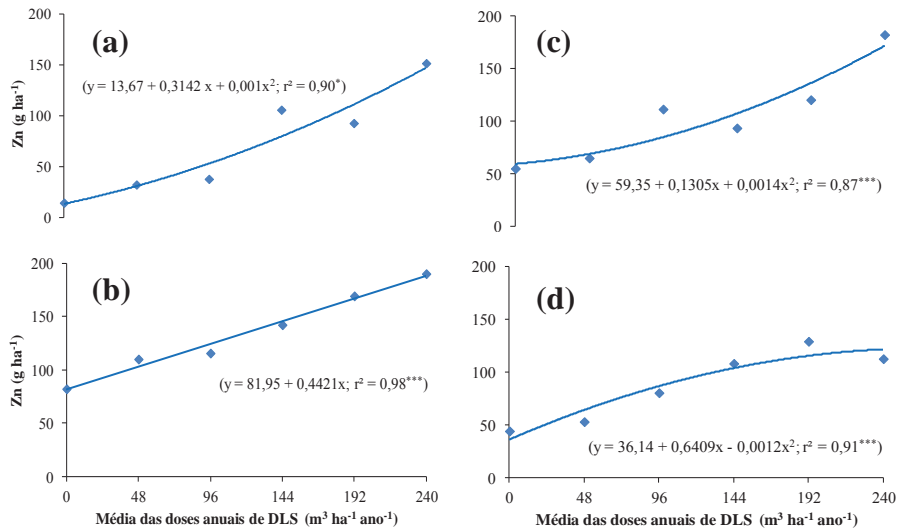 200
(a)
150
(y = 13,67 + 0,3142 x + 0,001x²; r² = 0,90*)
Zn (g ha⁻¹)
100
50
0
200
(c)
150
100
50
(y = 59,35 + 0,1305x + 0,0014x²; r² = 0,87***)
0
200
(b)
150
Zn (g ha⁻¹)
100
(y = 81,95 + 0,4421x; r² = 0,98***)
50
0
0 48 96 144 192 240
Média das doses anuais de DLS (m³ ha⁻¹ ano⁻¹)
200
(d)
150
100
50
(y = 36,14 + 0,6409x - 0,0012x²; r² = 0,91***)
0
0 48 96 144 192 240
Média das doses anuais de DLS (m³ ha⁻¹ ano⁻¹)